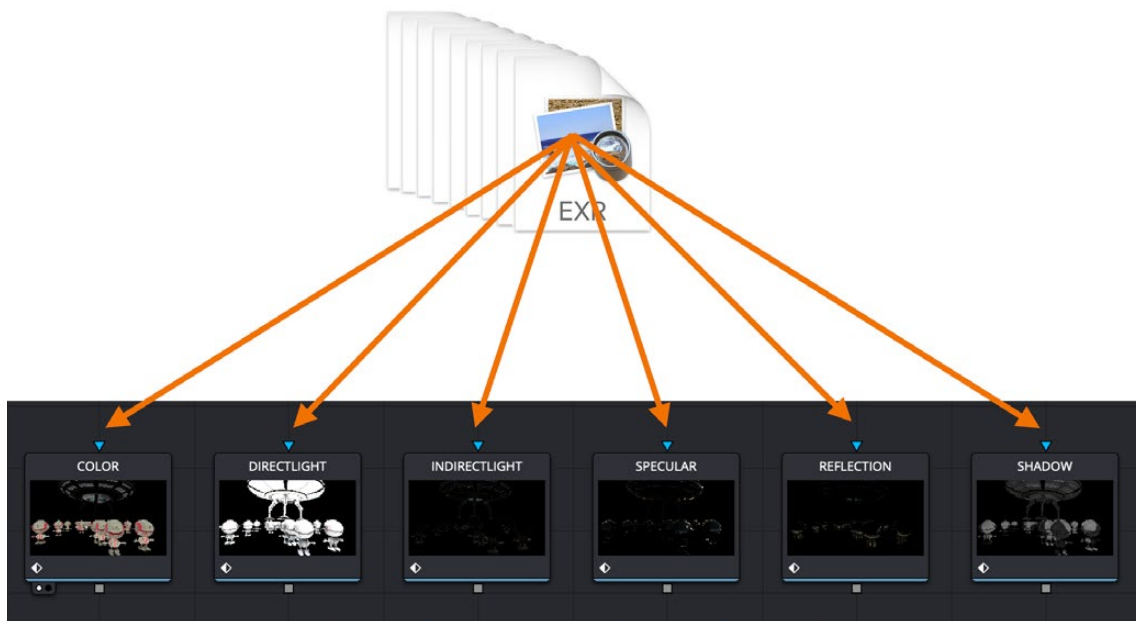 EXR
COLOR
DIRECTLIGHT
INDIRECTLIGHT
SPECULAR
REFLECTION
SHADOW